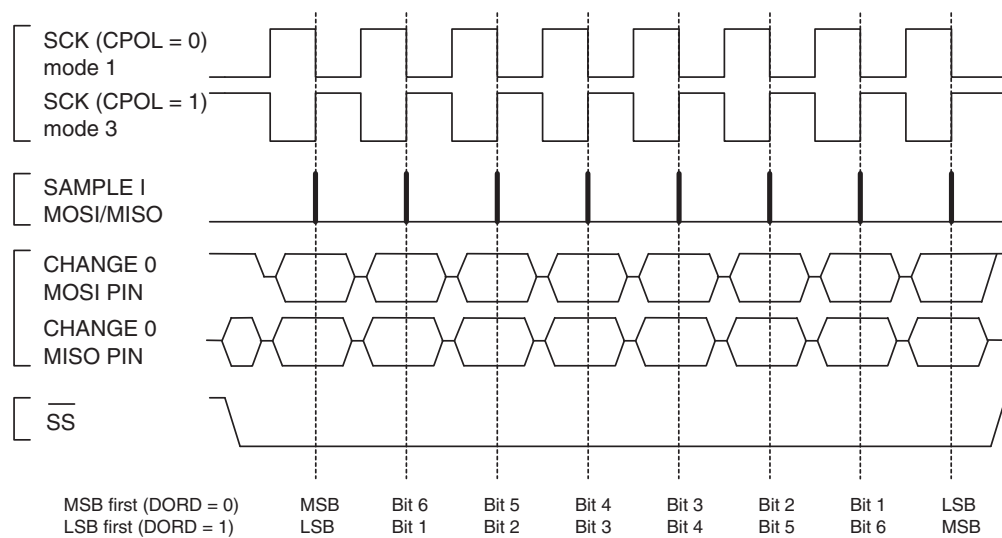 SCK (CPOL = 0)
mode 1
SCK (CPOL = 1)
mode 3
SAMPLE I
MOSI/MISO
CHANGE 0
MOSI PIN
CHANGE 0
MISO PIN
SS
MSB first (DORD = 0) MSB Bit 6 Bit 5 Bit 4 Bit 3 Bit 2 Bit 1 LSB
LSB first (DORD = 1) LSB Bit 1 Bit 2 Bit 3 Bit 4 Bit 5 Bit 6 MSB